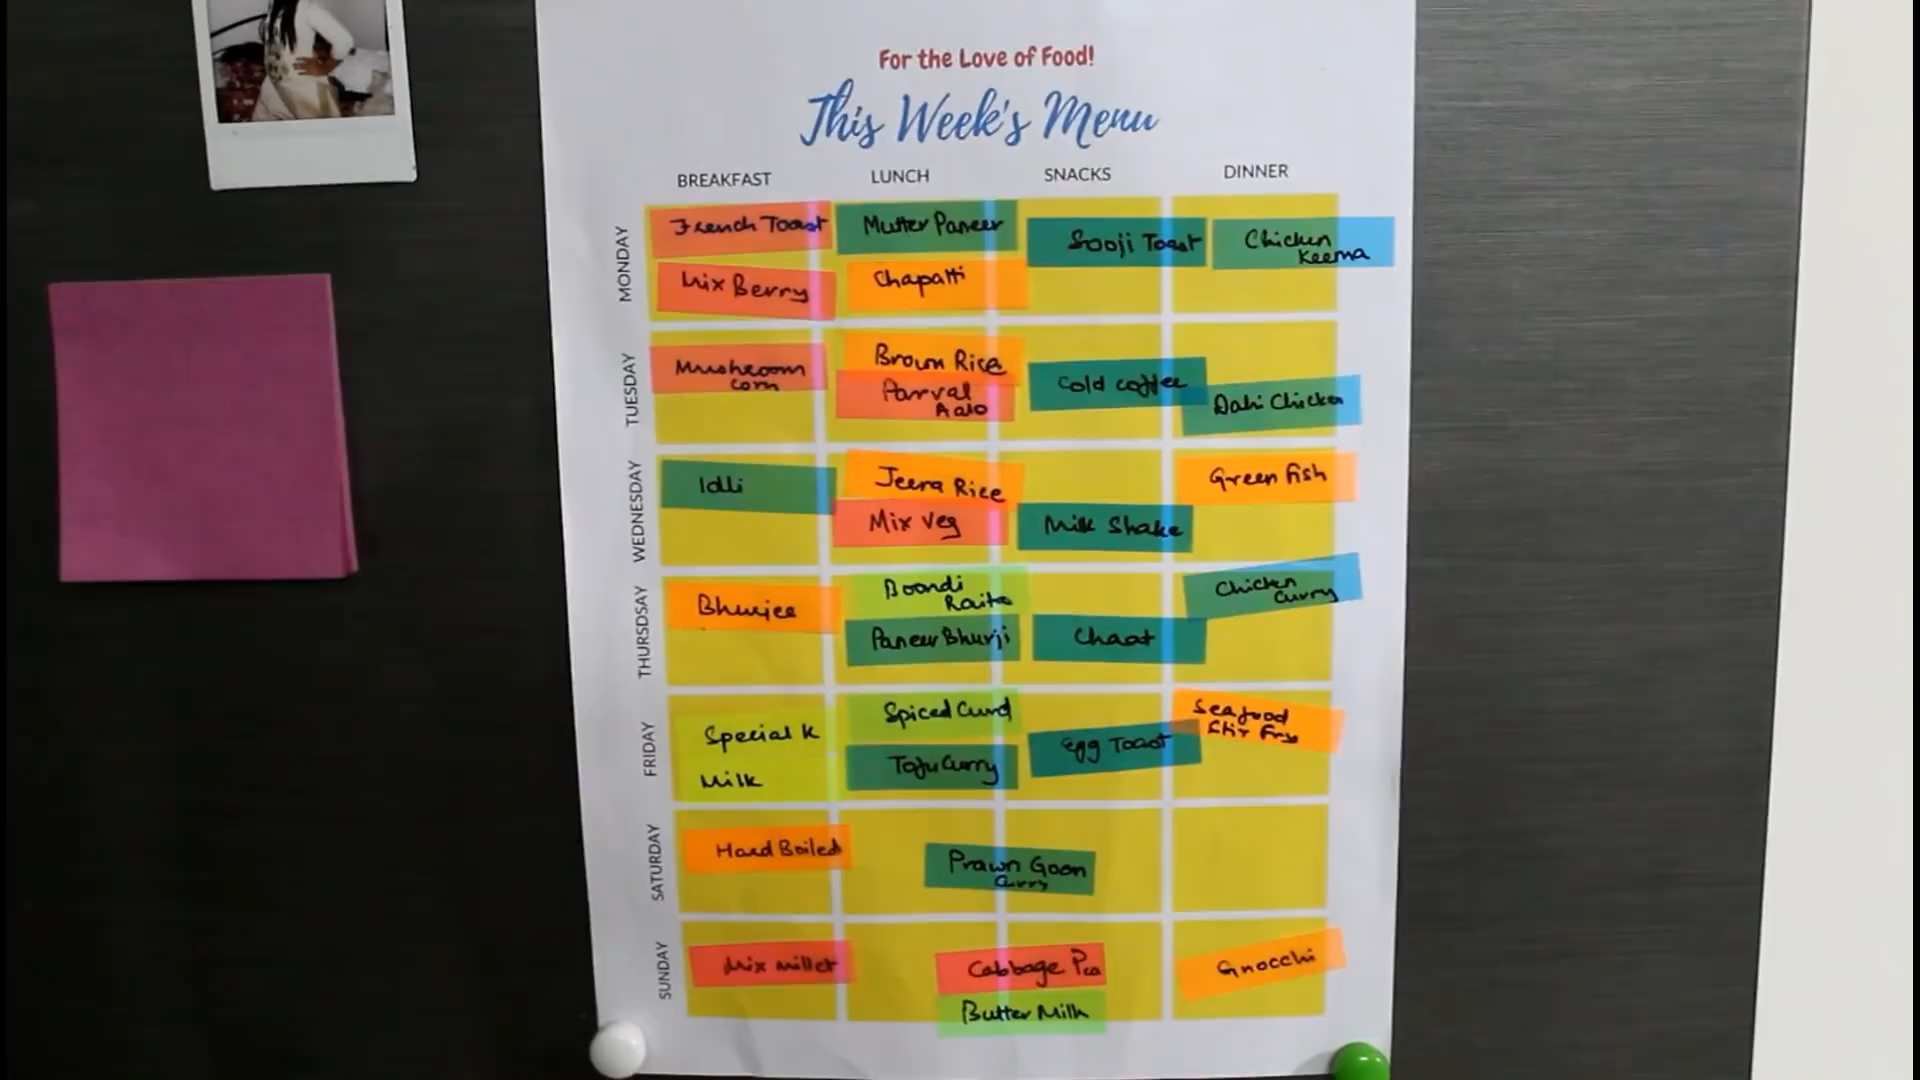 For the Love of Food!
This Week's Menu
BREAKFAST LUNCH SNACKS DINNER
MONDAY
French Toast
Mix Berry
Mutter Paneer
Chapatti
Sooji Toast
Chicken
Keema
TUESDAY
Mushroom
corn
Brown Rice
Parval
Aalo
Cold coffee
Dahi Chicken
WEDNESDAY
Idli
Jeera Rice
Mix Veg
Milk Shake
Green fish
THURSDSAY
Bhurjee
Boondi
Raita
Paneer Bhurji
Chaat
Chicken
Curry
FRIDAY
Special K
Milk
Spiced Curd
Tofu Curry
Egg Toast
Seafood
Stir Fry
SATURDAY
Hard Boiled
Prawn Goan
Curry
SUNDAY
Mix millet
Cabbage Pea
Butter Milk
Gnocchi